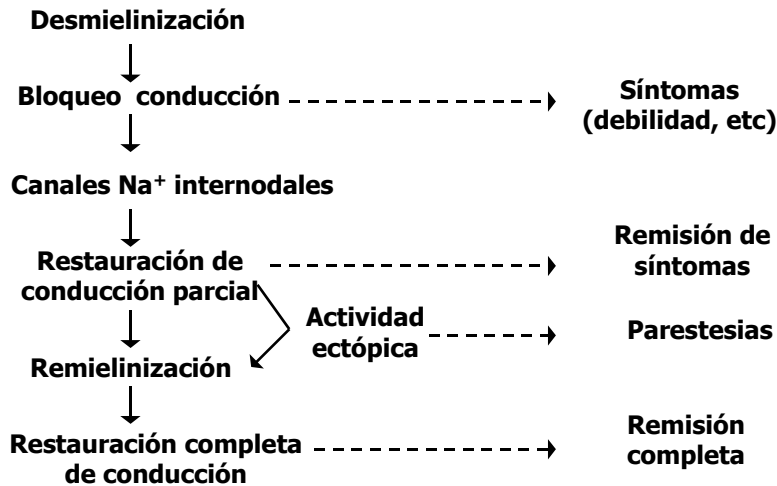 Desmielinización
Bloqueo conducción
Síntomas
(debilidad, etc)
Canales Na⁺ internodales
Restauración de
conducción parcial
Remisión de
síntomas
Actividad
ectópica
Parestesias
Remielinización
Restauración completa
de conducción
Remisión
completa